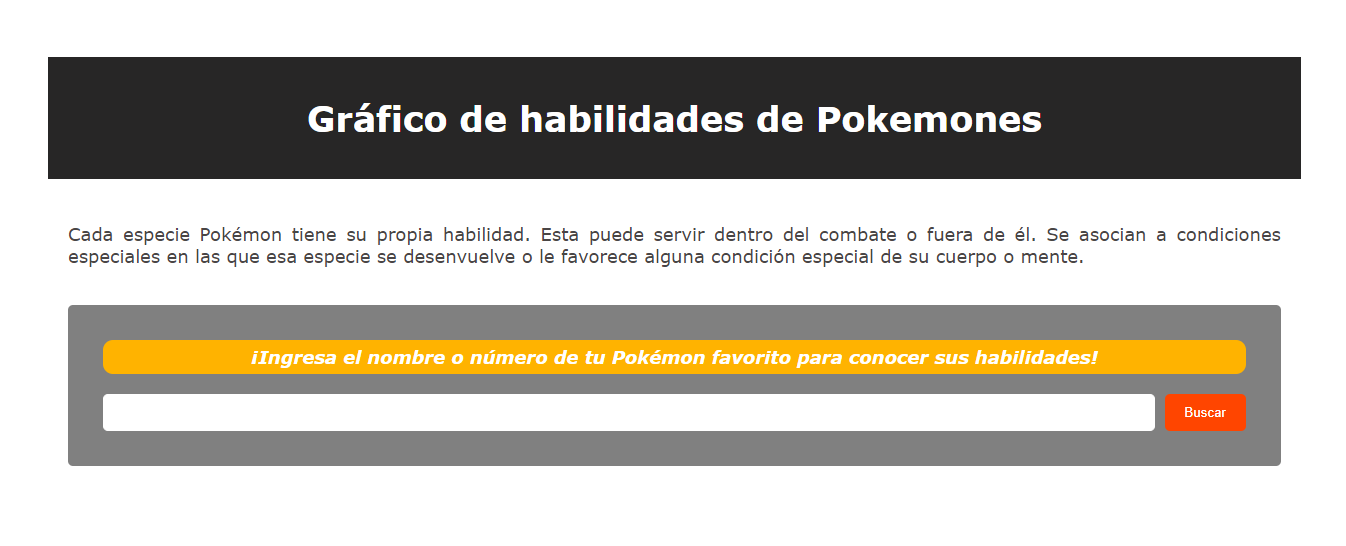 Gráfico de habilidades de Pokemones
Cada especie Pokémon tiene su propia habilidad. Esta puede servir dentro del combate o fuera de él. Se asocian a condiciones
especiales en las que esa especie se desenvuelve o le favorece alguna condición especial de su cuerpo o mente.
¡Ingresa el nombre o número de tu Pokémon favorito para conocer sus habilidades!
Buscar